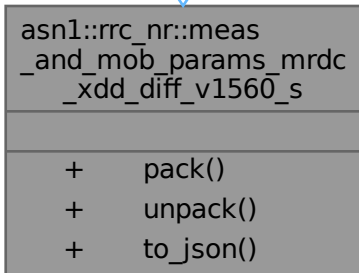 asn1::rrc_nr::meas
_and_mob_params_mrdc
_xdd_diff_v1560_s
+ pack()
+ unpack()
+ to_json()